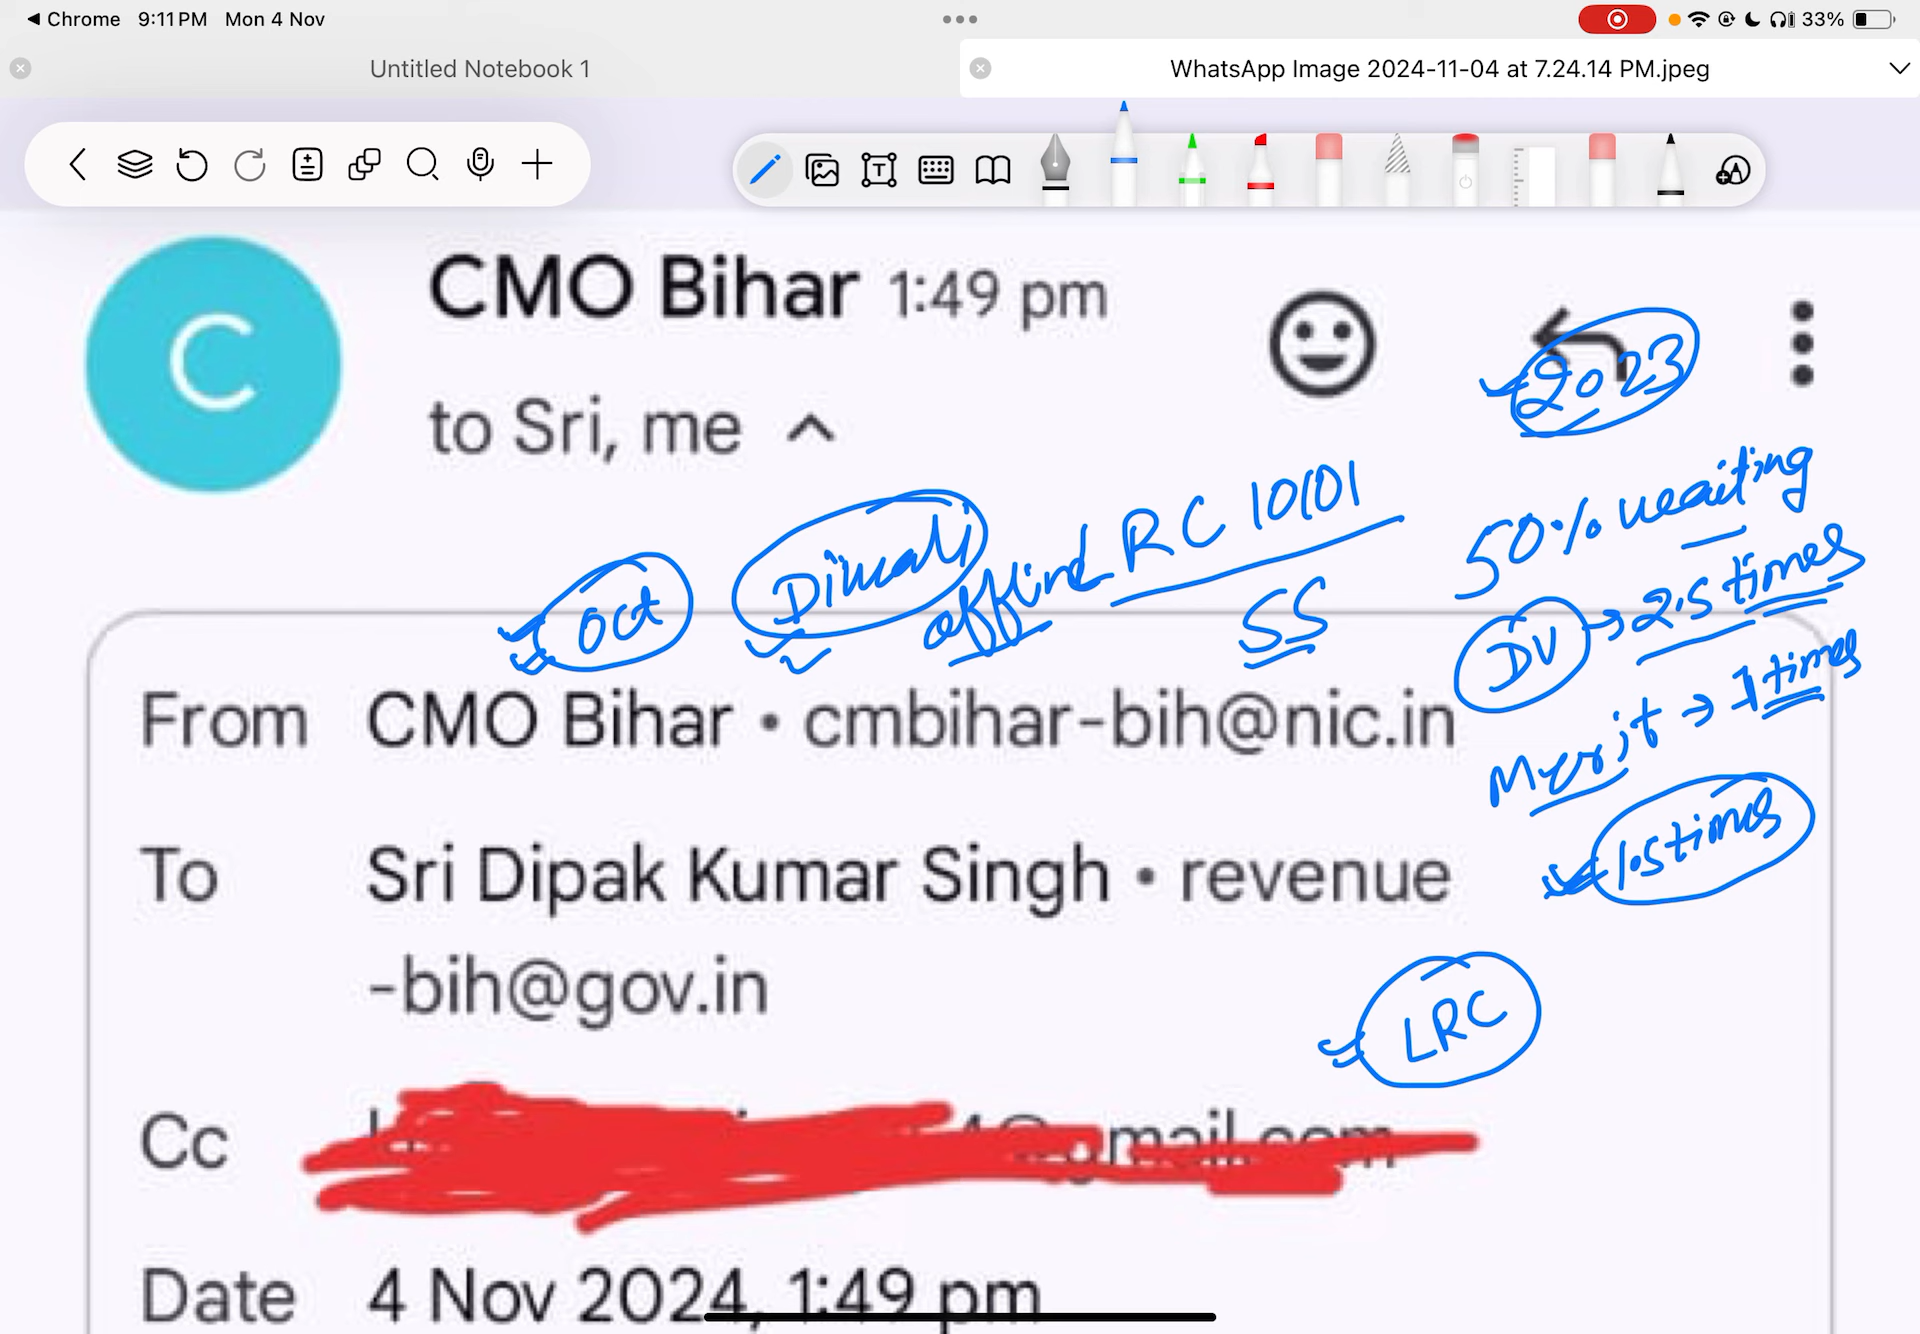 Chrome 9:11 PM Mon 4 Nov
33%
Untitled Notebook 1
WhatsApp Image 2024-11-04 at 7.24.14 PM.jpeg
C
CMO Bihar 1:49 pm
to Sri, me
2023
50% waiting
Oct
Diwali
RC 10101
SS
DV → 2.5 times
Merit → 1 times
1.5 times
From CMO Bihar • cmbihar-bih@nic.in
To Sri Dipak Kumar Singh • revenue
-bih@gov.in
LRC
Cc
Date 4 Nov 2024, 1:49 pm